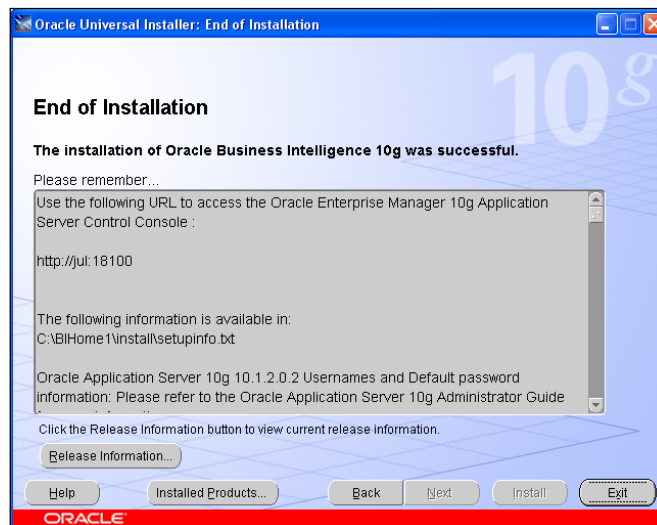 Oracle Universal Installer: End of Installation
10g
End of Installation
The installation of Oracle Business Intelligence 10g was successful.
Please remember...
Use the following URL to access the Oracle Enterprise Manager 10g Application
Server Control Console :
http://jul:18100
The following information is available in:
C:\BIHome1\install\setupinfo.txt
Oracle Application Server 10g 10.1.2.0.2 Usernames and Default password
information: Please refer to the Oracle Application Server 10g Administrator Guide
Click the Release Information button to view current release information.
Release Information...
Help
Installed Products...
Back
Next
Install
Exit
ORACLE